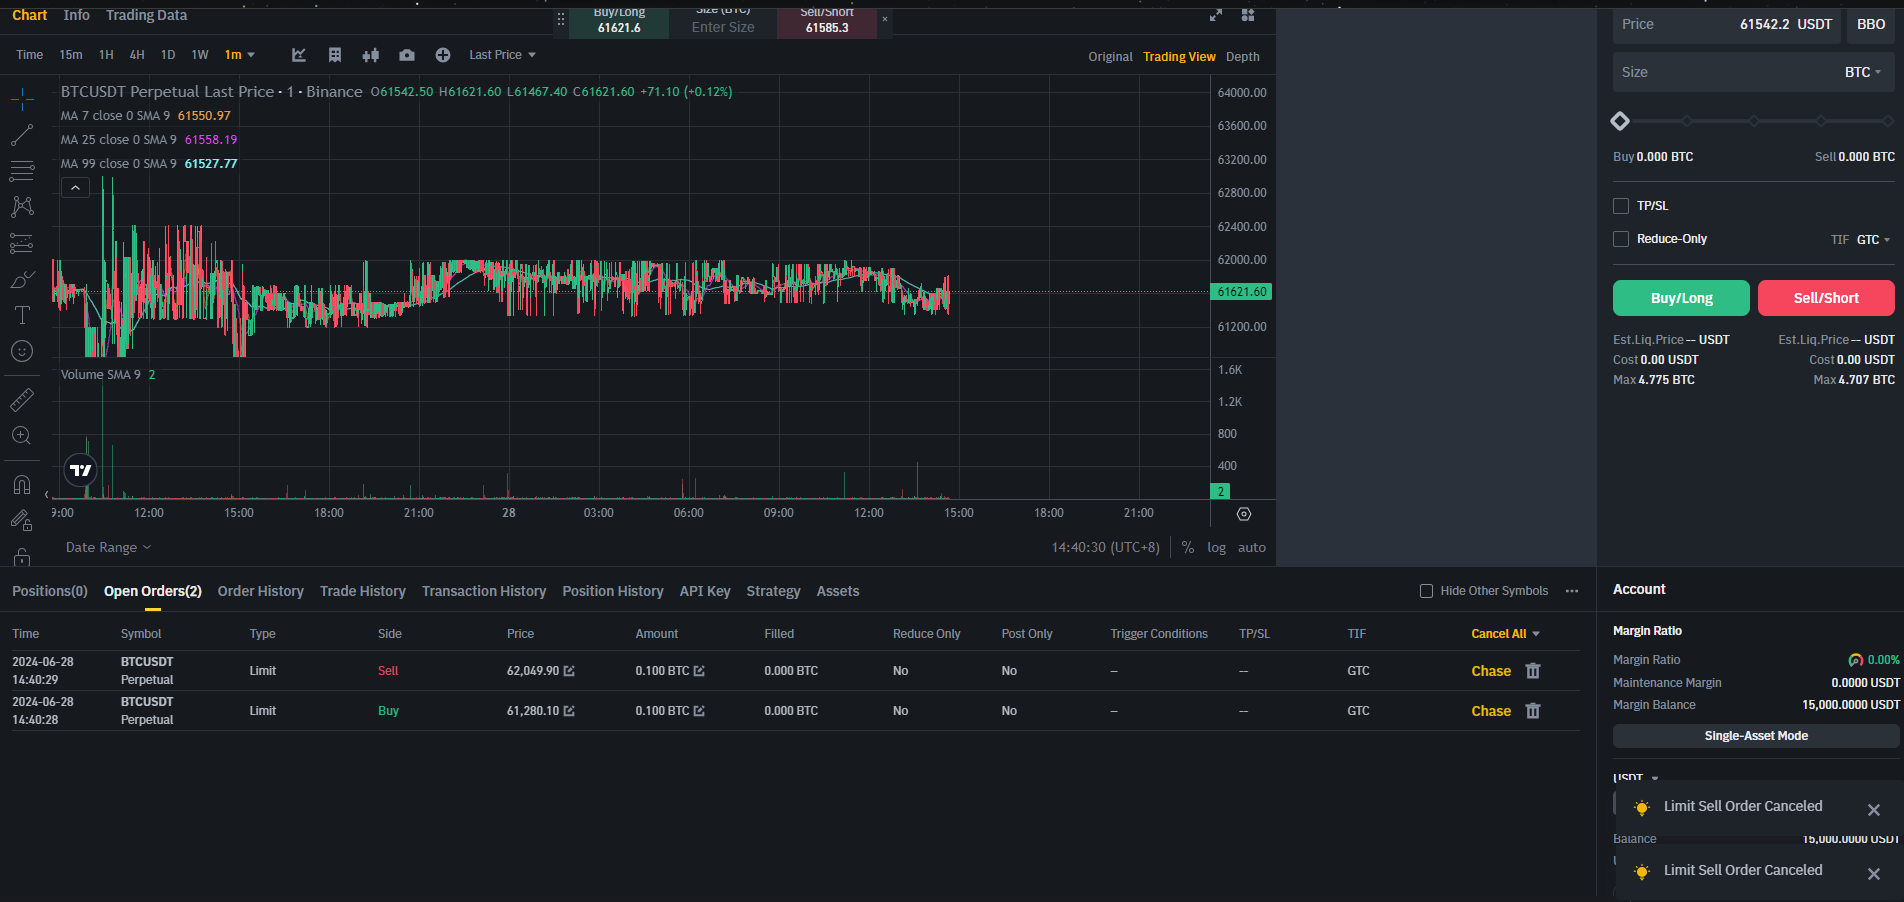 Chart Info Trading Data
Buy/Long Size (BTC) Sell/Short
61621.6 Enter Size 61585.3
Price 61542.2 USDT BBO
Time 15m 1H 4H 1D 1W 1m Last Price
Original Trading View Depth
Size BTC
BTCUSDT Perpetual Last Price · 1 · Binance O61542.50 H61621.60 L61467.40 C61621.60 +71.10 (+0.12%)
MA 7 close 0 SMA 9 61550.97
MA 25 close 0 SMA 9 61558.19
MA 99 close 0 SMA 9 61527.77
64000.00
63600.00
63200.00
62800.00
62400.00
62000.00
61621.60
61200.00
Volume SMA 9 2
1.6K
1.2K
800
400
2
9:00 12:00 15:00 18:00 21:00 28 03:00 06:00 09:00 12:00 15:00 18:00 21:00
Date Range
14:40:30 (UTC+8) % log auto
Buy 0.000 BTC Sell 0.000 BTC
TP/SL
Reduce-Only TIF GTC
Buy/Long Sell/Short
Est.Liq.Price -- USDT Est.Liq.Price -- USDT
Cost 0.00 USDT Cost 0.00 USDT
Max 4.775 BTC Max 4.707 BTC
Positions(0) Open Orders(2) Order History Trade History Transaction History Position History API Key Strategy Assets
Hide Other Symbols
Time Symbol Type Side Price Amount Filled Reduce Only Post Only Trigger Conditions TP/SL TIF Cancel All
2024-06-28 BTCUSDT
14:40:29 Perpetual Limit Sell 62,049.90 0.100 BTC 0.000 BTC No No – -- GTC Chase
2024-06-28 BTCUSDT
14:40:28 Perpetual Limit Buy 61,280.10 0.100 BTC 0.000 BTC No No – -- GTC Chase
Account
Margin Ratio
Margin Ratio 0.00%
Maintenance Margin 0.0000 USDT
Margin Balance 15,000.0000 USDT
Single-Asset Mode
USDT
Limit Sell Order Canceled
Balance 15,000.0000 USDT
Limit Sell Order Canceled